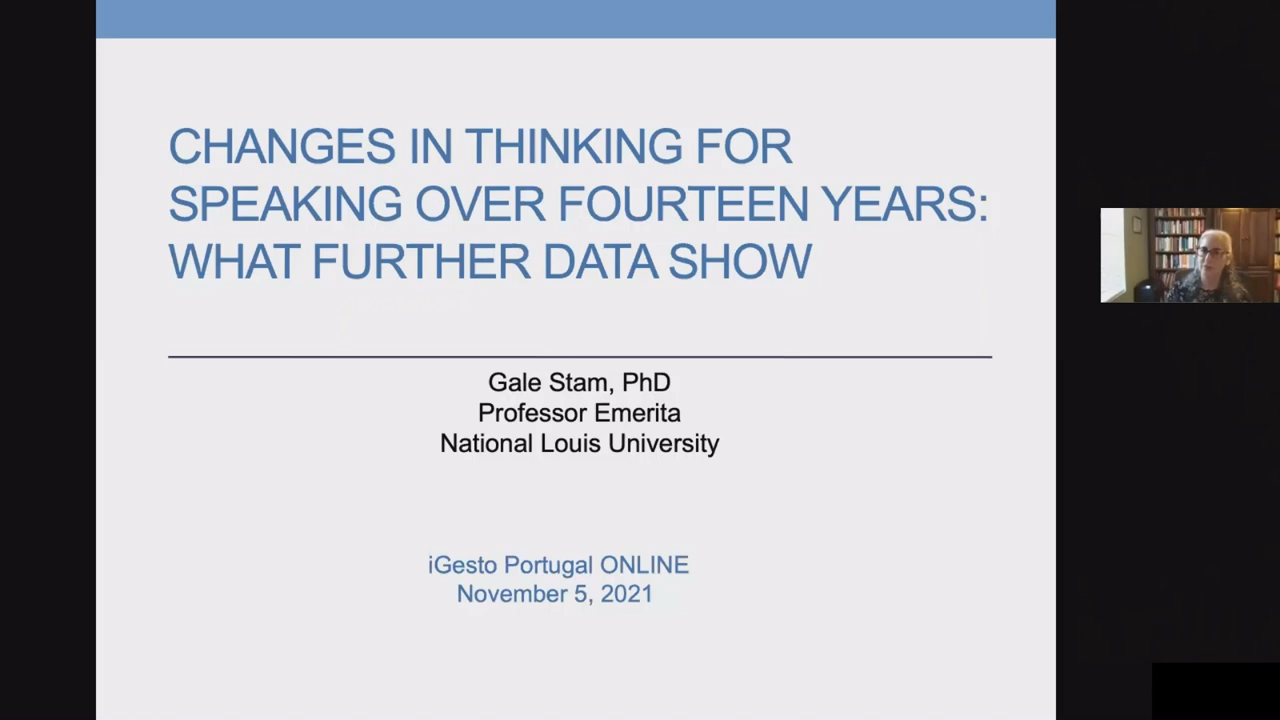 CHANGES IN THINKING FOR
SPEAKING OVER FOURTEEN YEARS:
WHAT FURTHER DATA SHOW
Gale Stam, PhD
Professor Emerita
National Louis University
iGesto Portugal ONLINE
November 5, 2021